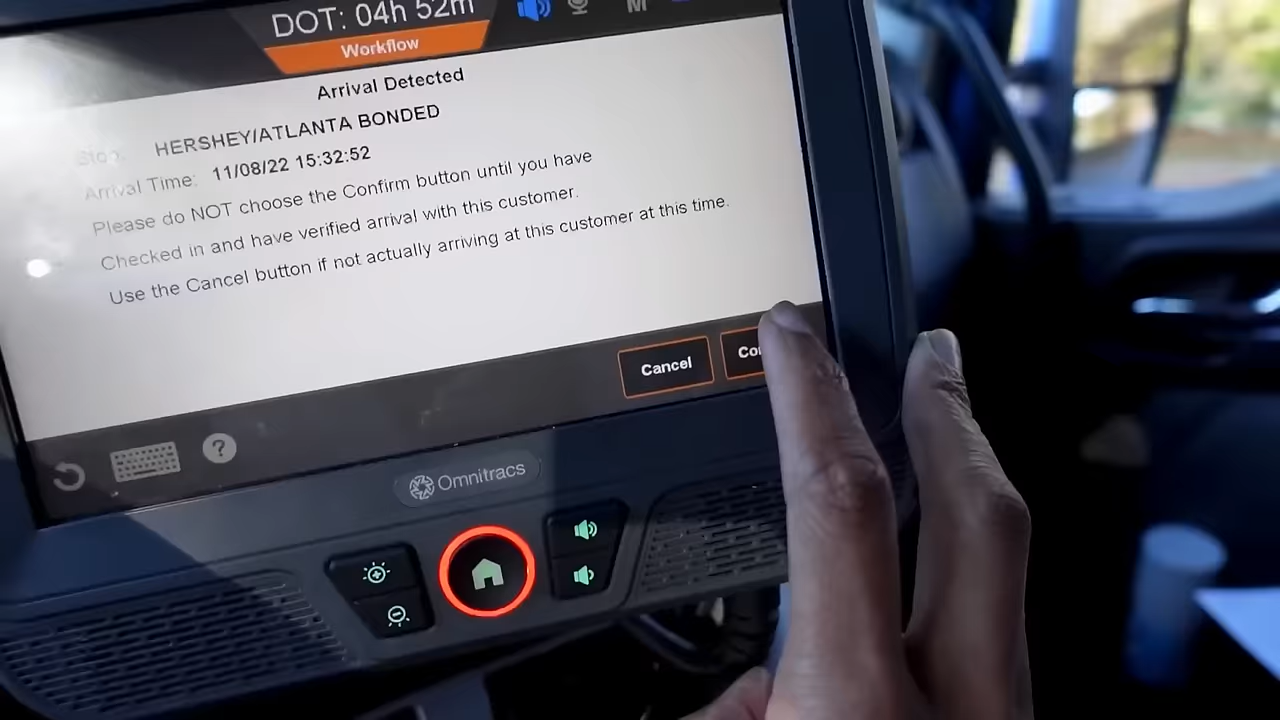 DOT: 04h 52m
M
Workflow
Arrival Detected
Stop: HERSHEY/ATLANTA BONDED
Arrival Time: 11/08/22 15:32:52
Please do NOT choose the Confirm button until you have
Checked in and have verified arrival with this customer.
Use the Cancel button if not actually arriving at this customer at this time.
Cancel
Co
?
Omnitracs